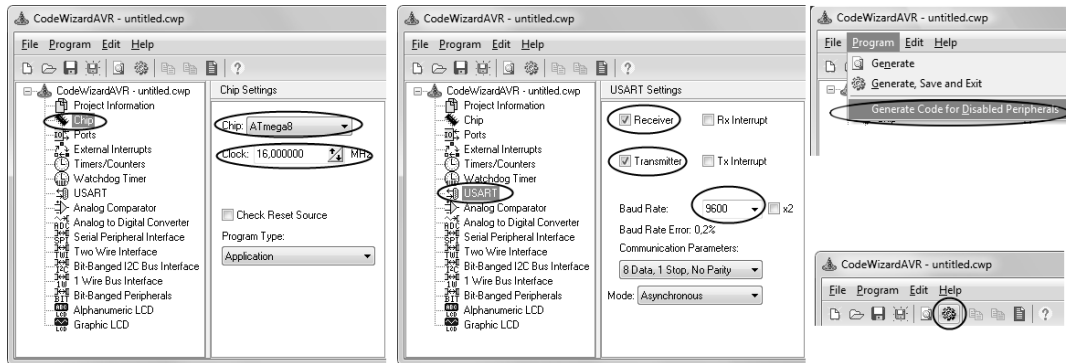 CodeWizardAVR - untitled.cwp
File Program Edit Help
CodeWizardAVR - untitled.cwp
Project Information
Chip
Ports
External Interrupts
Timers/Counters
Watchdog Timer
USART
Analog Comparator
Analog to Digital Converter
Serial Peripheral Interface
Two Wire Interface
Bit-Banged I2C Bus Interface
1 Wire Bus Interface
Bit-Banged Peripherals
Alphanumeric LCD
Graphic LCD
Chip Settings
Chip: ATmega8
Clock: 16,000000 MHz
Check Reset Source
Program Type:
Application
CodeWizardAVR - untitled.cwp
File Program Edit Help
CodeWizardAVR - untitled.cwp
Project Information
Chip
Ports
External Interrupts
Timers/Counters
Watchdog Timer
USART
Analog Comparator
Analog to Digital Converter
Serial Peripheral Interface
Two Wire Interface
Bit-Banged I2C Bus Interface
1 Wire Bus Interface
Bit-Banged Peripherals
Alphanumeric LCD
Graphic LCD
USART Settings
Receiver Rx Interrupt
Transmitter Tx Interrupt
Baud Rate: 9600 x2
Baud Rate Error: 0,2%
Communication Parameters:
8 Data, 1 Stop, No Parity
Mode: Asynchronous
CodeWizardAVR - untitled.cwp
File Program Edit Help
Generate
Generate, Save and Exit
Generate Code for Disabled Peripherals
CodeWizardAVR - untitled.cwp
File Program Edit Help